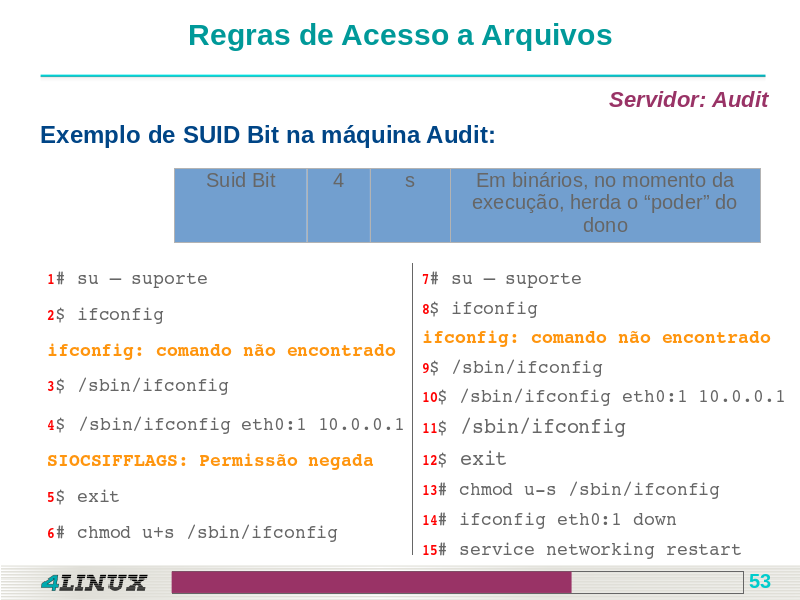 Regras de Acesso a Arquivos
Servidor: Audit
Exemplo de SUID Bit na máquina Audit:
Suid Bit 4 s Em binários, no momento da
execução, herda o “poder” do
dono
1# su – suporte
2$ ifconfig
ifconfig: comando não encontrado
3$ /sbin/ifconfig
4$ /sbin/ifconfig eth0:1 10.0.0.1
SIOCSIFFLAGS: Permissão negada
5$ exit
6# chmod u+s /sbin/ifconfig
7# su – suporte
8$ ifconfig
ifconfig: comando não encontrado
9$ /sbin/ifconfig
10$ /sbin/ifconfig eth0:1 10.0.0.1
11$ /sbin/ifconfig
12$ exit
13# chmod u-s /sbin/ifconfig
14# ifconfig eth0:1 down
15# service networking restart
4LINUX
53